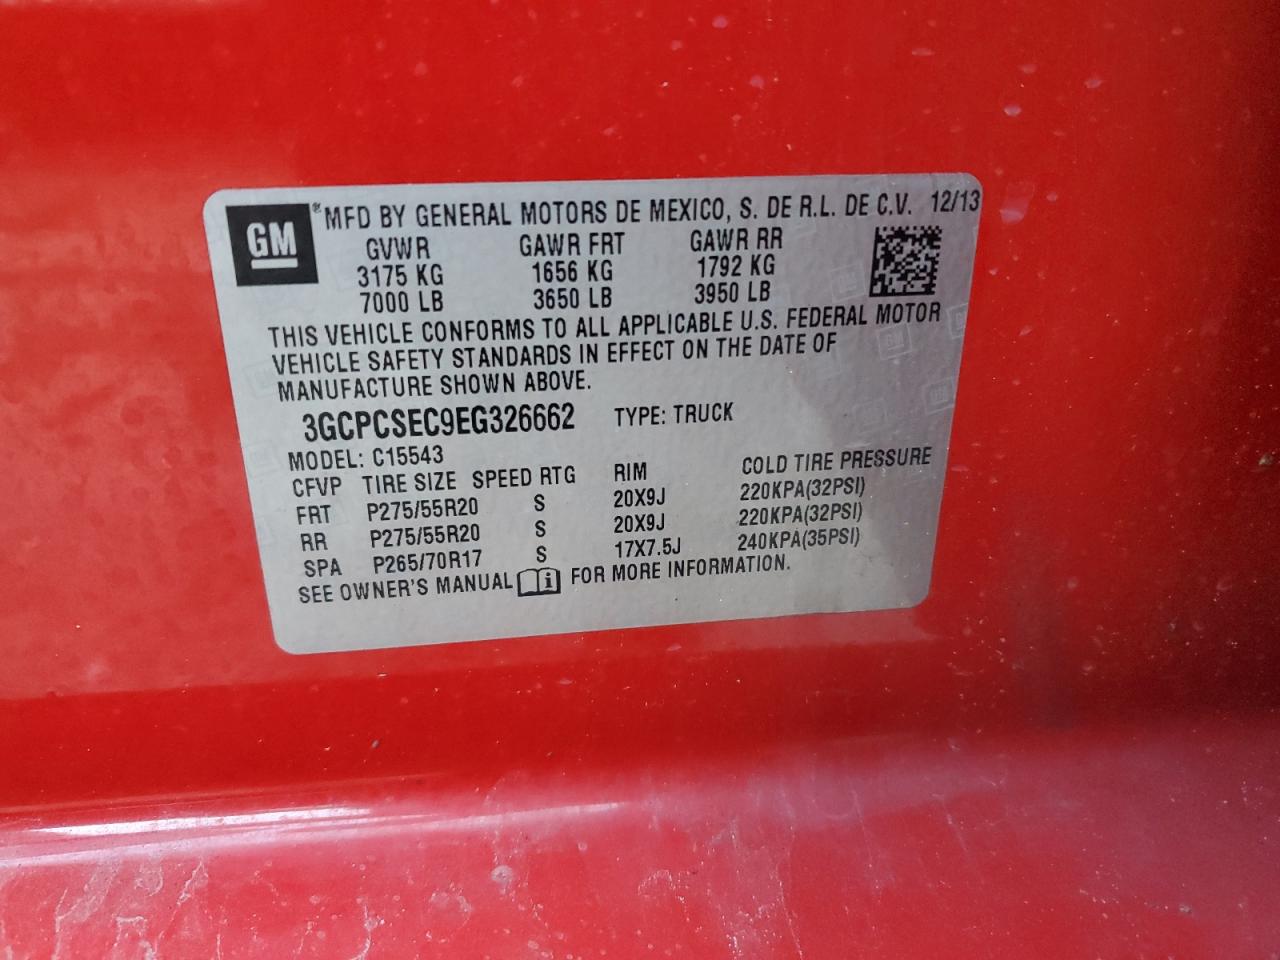 GM ® MFD BY GENERAL MOTORS DE MEXICO, S. DE R.L. DE C.V. 12/13
GVWR GAWR FRT GAWR RR
3175 KG 1656 KG 1792 KG
7000 LB 3650 LB 3950 LB
THIS VEHICLE CONFORMS TO ALL APPLICABLE U.S. FEDERAL MOTOR
VEHICLE SAFETY STANDARDS IN EFFECT ON THE DATE OF
MANUFACTURE SHOWN ABOVE.
3GCPCSEC9EG326662 TYPE: TRUCK
MODEL: C15543
CFVP TIRE SIZE SPEED RTG RIM COLD TIRE PRESSURE
FRT P275/55R20 S 20X9J 220KPA(32PSI)
RR P275/55R20 S 20X9J 220KPA(32PSI)
SPA P265/70R17 S 17X7.5J 240KPA(35PSI)
SEE OWNER'S MANUAL i FOR MORE INFORMATION.